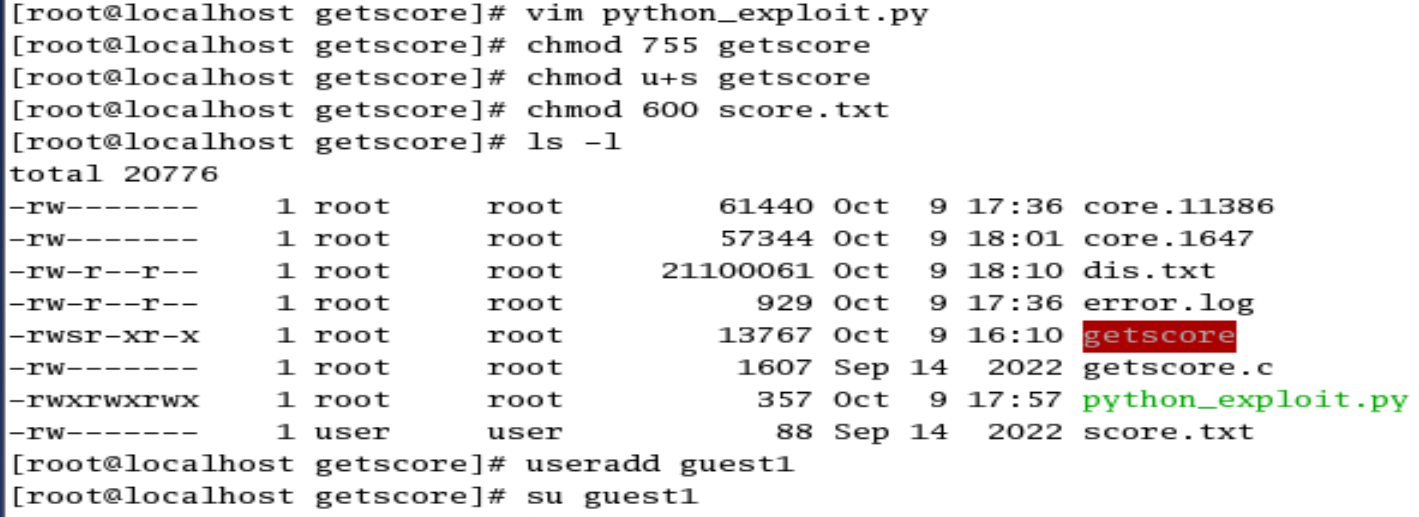 [root@localhost getscore]# vim python_exploit.py
[root@localhost getscore]# chmod 755 getscore
[root@localhost getscore]# chmod u+s getscore
[root@localhost getscore]# chmod 600 score.txt
[root@localhost getscore]# ls -l
total 20776
-rw------- 1 root root 61440 Oct 9 17:36 core.11386
-rw------- 1 root root 57344 Oct 9 18:01 core.1647
-rw-r--r-- 1 root root 21100061 Oct 9 18:10 dis.txt
-rw-r--r-- 1 root root 929 Oct 9 17:36 error.log
-rwsr-xr-x 1 root root 13767 Oct 9 16:10 getscore
-rw------- 1 root root 1607 Sep 14 2022 getscore.c
-rwxrwxrwx 1 root root 357 Oct 9 17:57 python_exploit.py
-rw------- 1 user user 88 Sep 14 2022 score.txt
[root@localhost getscore]# useradd guest1
[root@localhost getscore]# su guest1